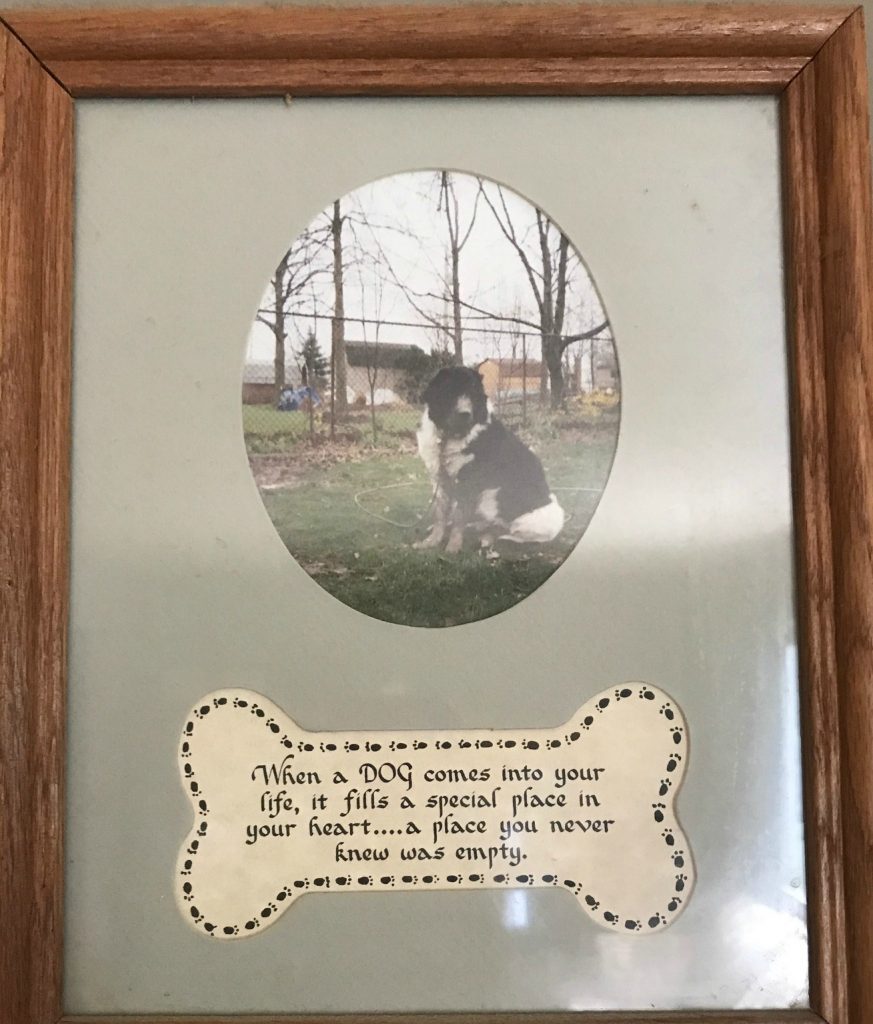 When a DOG comes into your
life, it fills a special place in
your heart....a place you never
knew was empty.